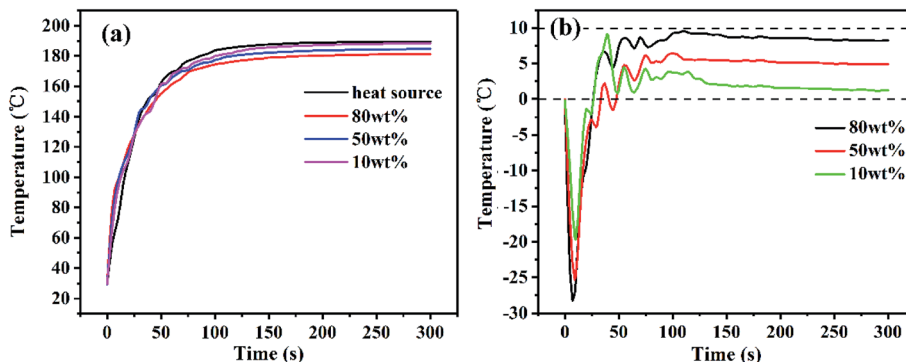 (a)
Temperature (℃)
200
180
160
140
120
100
80
60
40
20
heat source
80wt%
50wt%
10wt%
0 50 100 150 200 250 300
Time (s)
(b)
Temperature (℃)
10
5
0
-5
-10
-15
-20
-25
-30
80wt%
50wt%
10wt%
0 50 100 150 200 250 300
Time (s)